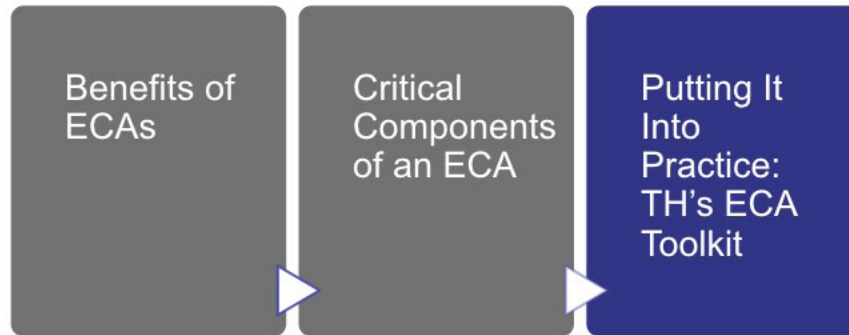 Benefits of
ECAs
Critical
Components
of an ECA
Putting It
Into
Practice:
TH's ECA
Toolkit